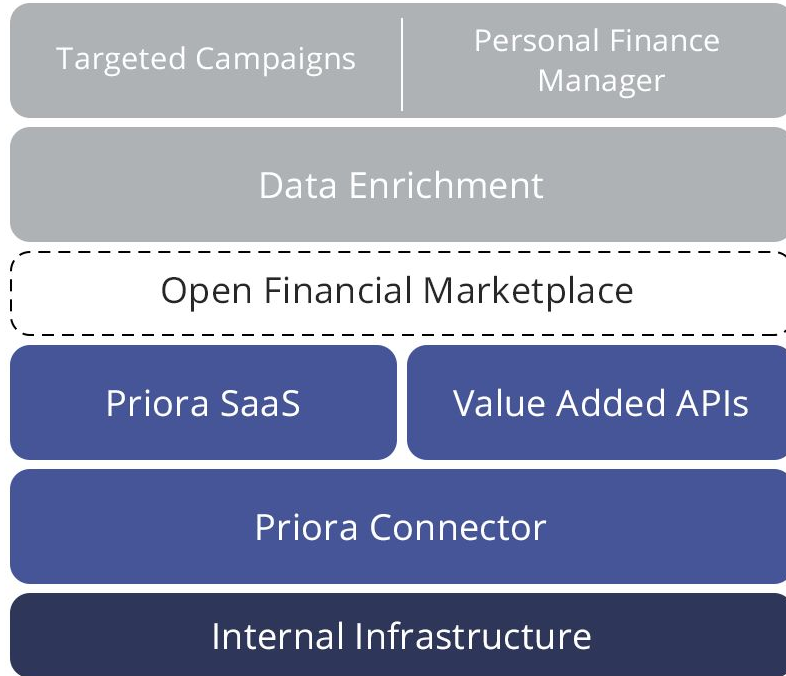 Targeted Campaigns
Personal Finance
Manager
Data Enrichment
Open Financial Marketplace
Priora SaaS
Value Added APIs
Priora Connector
Internal Infrastructure